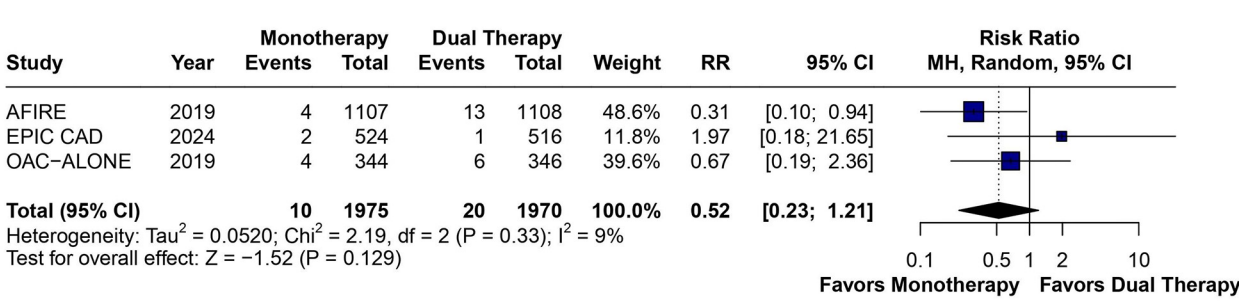 Monotherapy Dual Therapy Risk Ratio
Study Year Events Total Events Total Weight RR 95% CI MH, Random, 95% CI
AFIRE 2019 4 1107 13 1108 48.6% 0.31 [0.10; 0.94]
EPIC CAD 2024 2 524 1 516 11.8% 1.97 [0.18; 21.65]
OAC−ALONE 2019 4 344 6 346 39.6% 0.67 [0.19; 2.36]
Total (95% CI) 10 1975 20 1970 100.0% 0.52 [0.23; 1.21]
Heterogeneity: Tau² = 0.0520; Chi² = 2.19, df = 2 (P = 0.33); I² = 9%
Test for overall effect: Z = −1.52 (P = 0.129)
0.1 0.5 1 2 10
Favors Monotherapy Favors Dual Therapy